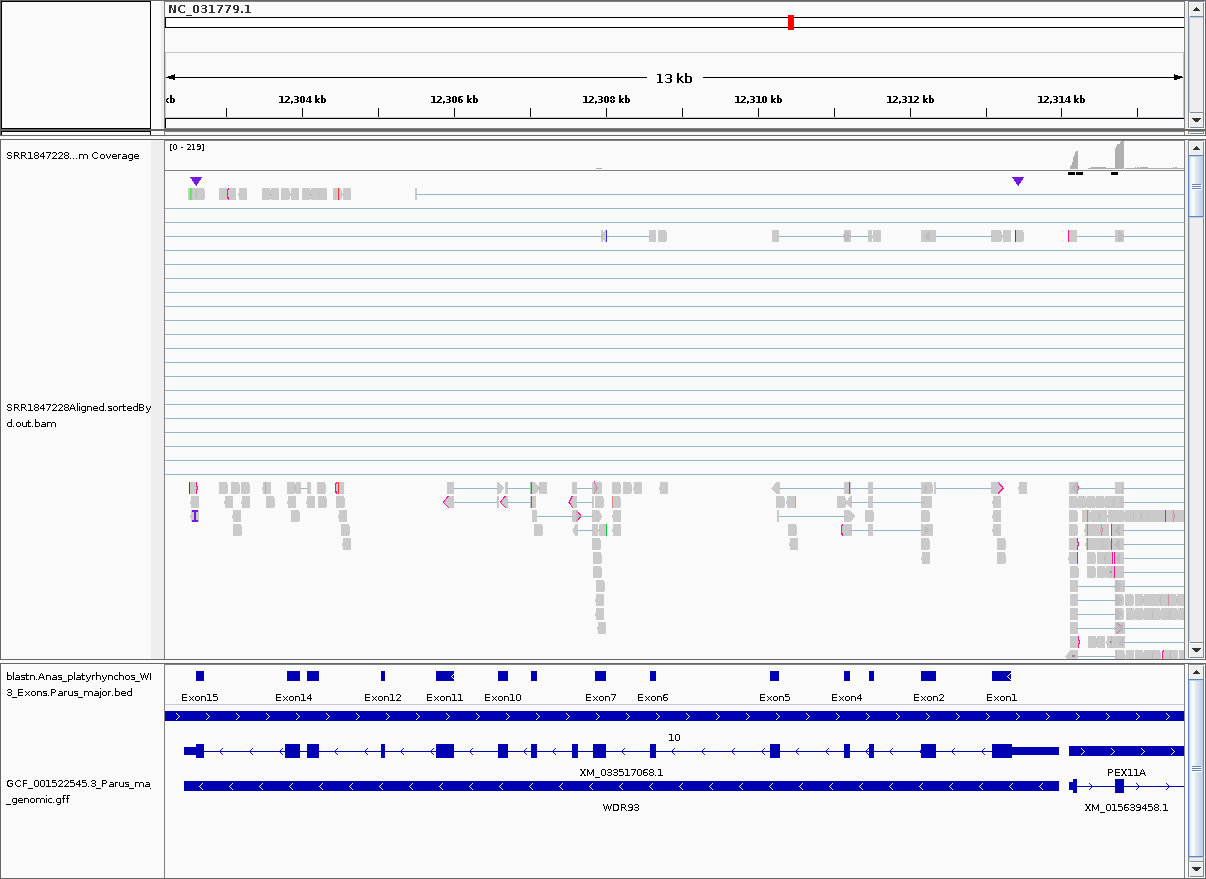 NC_031779.1
13 kb
kb 12,304 kb 12,306 kb 12,308 kb 12,310 kb 12,312 kb 12,314 kb
[0 - 219]
SRR1847228...m Coverage
SRR1847228Aligned.sortedBy
d.out.bam
blastn.Anas_platyrhynchos_WI
3_Exons.Parus_major.bed
Exon15 Exon14 Exon12 Exon11 Exon10 Exon7 Exon6 Exon5 Exon4 Exon2 Exon1
10
XM_033517068.1 PEX11A
GCF_001522545.3_Parus_ma
_genomic.gff
WDR93 XM_015639458.1